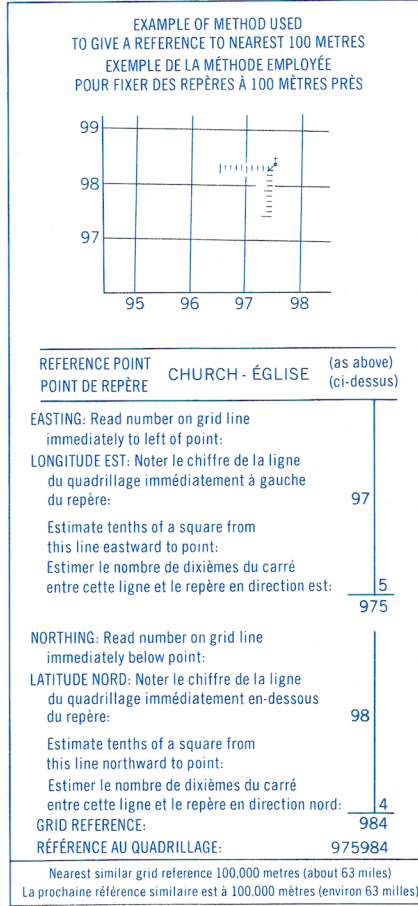 EXAMPLE OF METHOD USED
TO GIVE A REFERENCE TO NEAREST 100 METRES
EXEMPLE DE LA MÉTHODE EMPLOYÉE
POUR FIXER DES REPÈRES À 100 MÈTRES PRÈS
99
98
97
95 96 97 98
REFERENCE POINT
POINT DE REPÈRE
CHURCH - ÉGLISE
(as above)
(ci-dessus)
EASTING: Read number on grid line
immediately to left of point:
LONGITUDE EST: Noter le chiffre de la ligne
du quadrillage immédiatement à gauche
du repère: 97
Estimate tenths of a square from
this line eastward to point:
Estimer le nombre de dixièmes du carré
entre cette ligne et le repère en direction est: 5
975
NORTHING: Read number on grid line
immediately below point:
LATITUDE NORD: Noter le chiffre de la ligne
du quadrillage immédiatement en-dessous
du repère: 98
Estimate tenths of a square from
this line northward to point:
Estimer le nombre de dixièmes du carré
entre cette ligne et le repère en direction nord: 4
GRID REFERENCE: 984
RÉFÉRENCE AU QUADRILLAGE: 975984
Nearest similar grid reference 100,000 metres (about 63 miles)
La prochaine référence similaire est à 100,000 mètres (environ 63 milles)